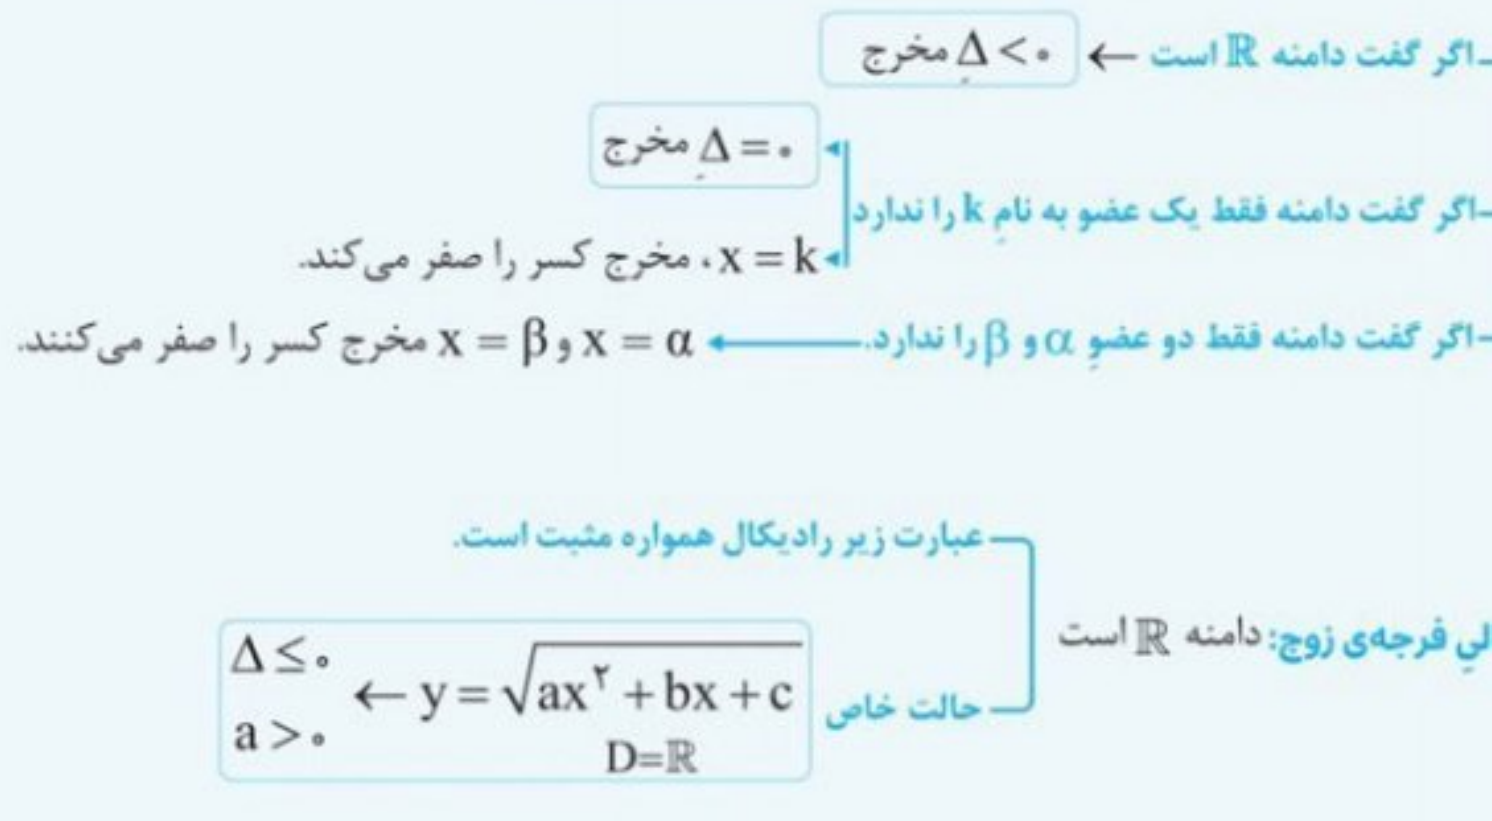 -اگر گفت دامنه ℝ است ← Δِ مخرج < ۰
Δِ مخرج = ۰
-اگر گفت دامنه فقط یک عضو به نامِ k را ندارد
x = k، مخرج کسر را صفر می‌کند.
-اگر گفت دامنه فقط دو عضوِ α و β را ندارد. ← x = α و x = β مخرج کسر را صفر می‌کنند.
عبارت زیر رادیکال همواره مثبت است.
فرجه‌ی زوج: دامنه ℝ است
حالت خاص
y = √(ax² + bx + c) ← Δ ≤ ۰
a > ۰
D=ℝ